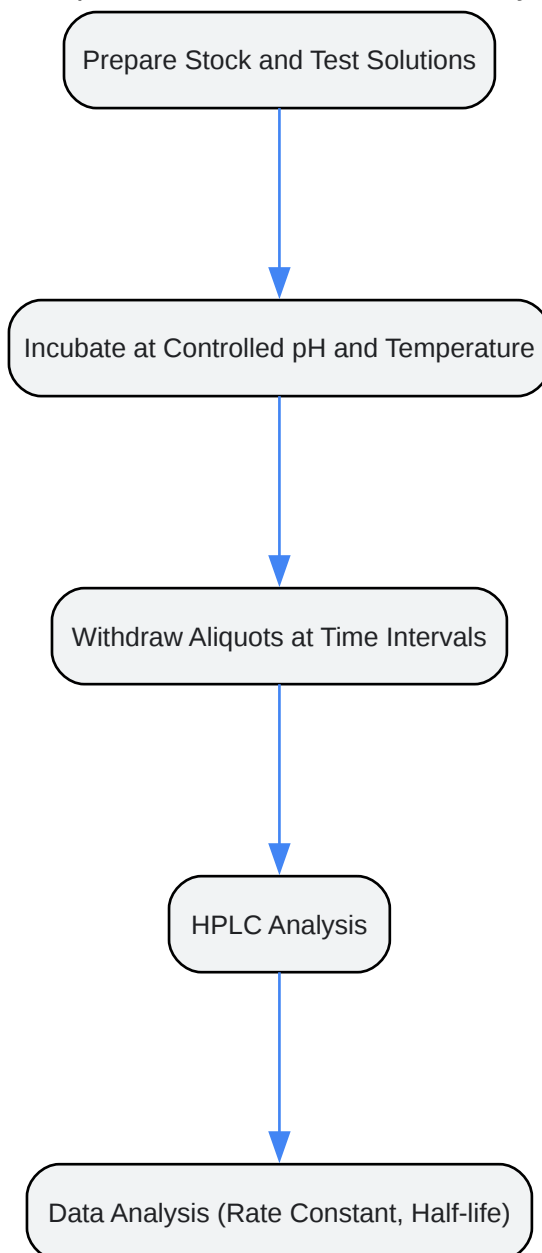 Prepare Stock and Test Solutions
Incubate at Controlled pH and Temperature
Withdraw Aliquots at Time Intervals
HPLC Analysis
Data Analysis (Rate Constant, Half-life)